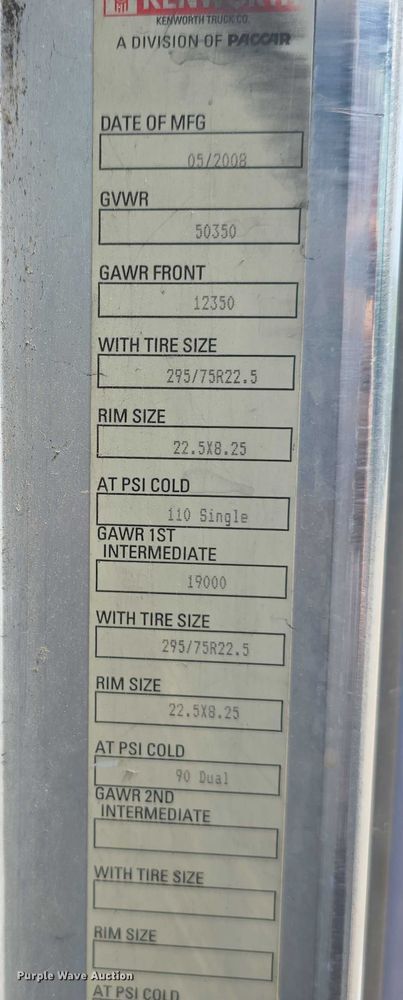 KENWORTH
KENWORTH TRUCK CO.
A DIVISION OF PACCAR
DATE OF MFG
05/2008
GVWR
50350
GAWR FRONT
12350
WITH TIRE SIZE
295/75R22.5
RIM SIZE
22.5X8.25
AT PSI COLD
110 Single
GAWR 1ST
INTERMEDIATE
19000
WITH TIRE SIZE
295/75R22.5
RIM SIZE
22.5X8.25
AT PSI COLD
90 Dual
GAWR 2ND
INTERMEDIATE
WITH TIRE SIZE
RIM SIZE
AT PSI COLD
Purple Wave Auction